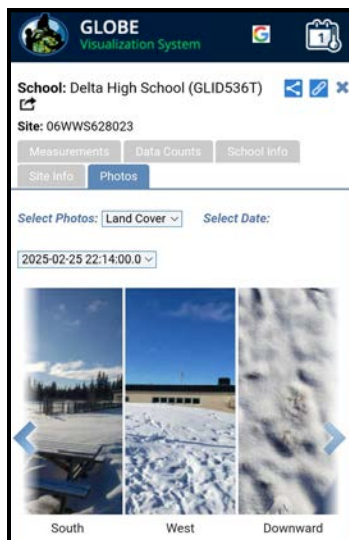 GLOBE
Visualization System
G
1
School: Delta High School (GLID536T)
Site: 06WWS628023
Measurements Data Counts School Info
Site Info Photos
Select Photos: Land Cover Select Date:
2025-02-25 22:14:00.0
South West Downward